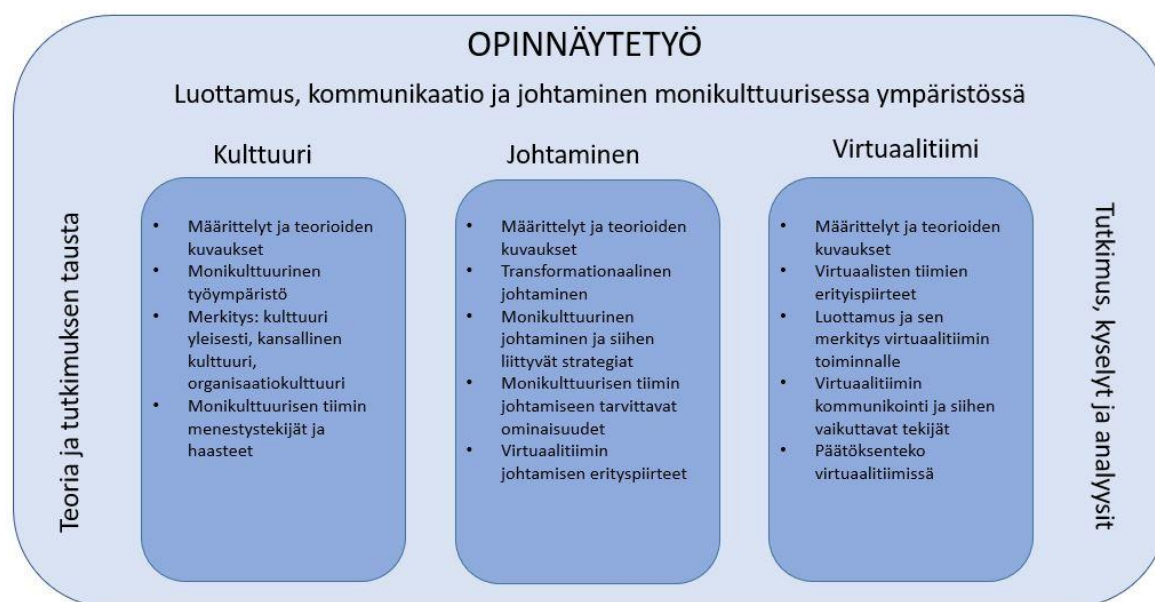 OPINNÄYTETYÖ
Luottamus, kommunikaatio ja johtaminen monikulttuurisessa ympäristössä
Teoria ja tutkimuksen tausta
Kulttuuri
• Määrittelyt ja teorioiden
kuvaukset
• Monikulttuurinen
työympäristö
• Merkitys: kulttuuri
yleisesti, kansallinen
kulttuuri,
organisaatiokulttuuri
• Monikulttuurisen tiimin
menestystekijät ja
haasteet
Johtaminen
• Määrittelyt ja teorioiden
kuvaukset
• Transformationaalinen
johtaminen
• Monikulttuurinen
johtaminen ja siihen
liittyvät strategiat
• Monikulttuurisen tiimin
johtamiseen tarvittavat
ominaisuudet
• Virtuaalitiimin
johtamisen erityspiirteet
Virtuaalitiimi
• Määrittelyt ja teorioiden
kuvaukset
• Virtuaalisten tiimien
erityispiirteet
• Luottamus ja sen
merkitys virtuaalitiimin
toiminnalle
• Virtuaalitiimin
kommunikointi ja siihen
vaikuttavat tekijät
• Päätöksenteko
virtuaalitiimissä
Tutkimus, kyselyt ja analyysit